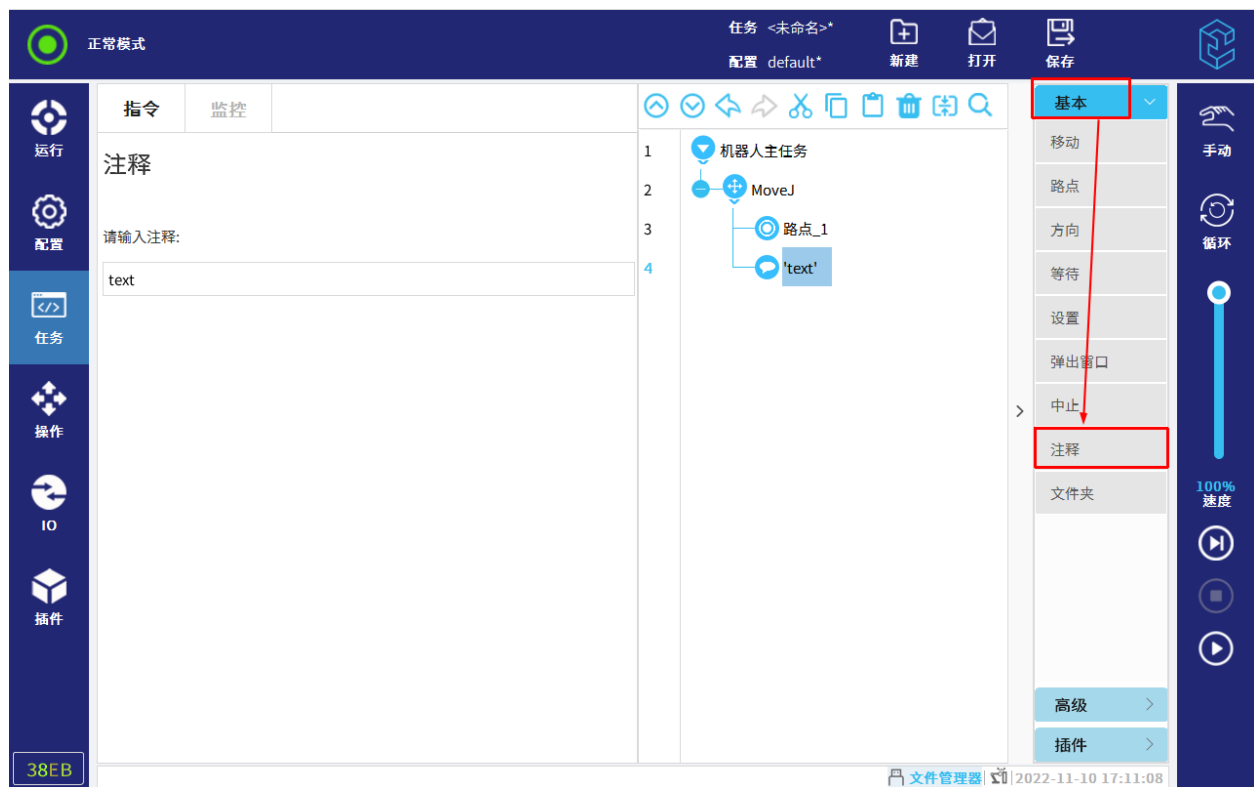 正常模式
任务 <未命名>*
配置 default*
新建
打开
保存
运行
配置
任务
操作
IO
插件
38EB
指令
监控
注释
请输入注释:
text
1 机器人主任务
2 MoveJ
3 路点_1
4 'text'
基本
移动
路点
方向
等待
设置
弹出窗口
中止
注释
文件夹
高级
插件
手动
循环
100%
速度
文件管理器
2022-11-10 17:11:08